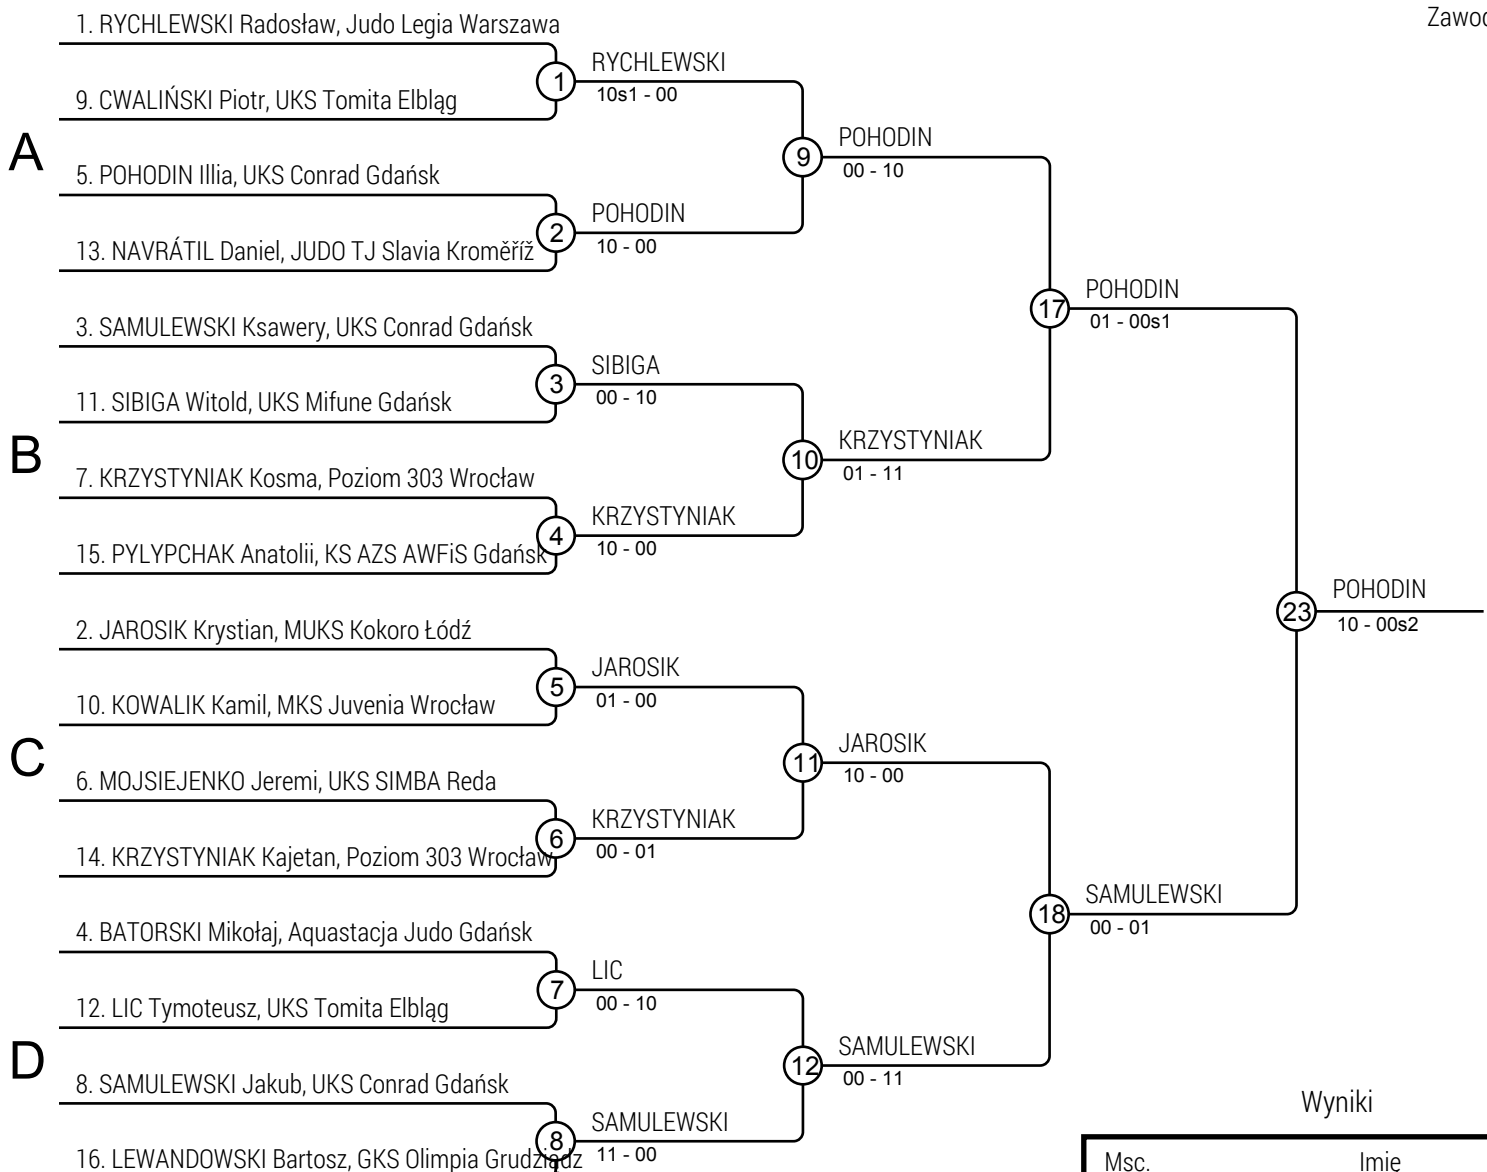 1. RYCHLEWSKI Radosław, Judo Legia Warszawa
Zawod
1
RYCHLEWSKI
10s1 - 00
9. CWALIŃSKI Piotr, UKS Tomita Elbląg
A
9
POHODIN
00 - 10
5. POHODIN Illia, UKS Conrad Gdańsk
2
POHODIN
10 - 00
13. NAVRÁTIL Daniel, JUDO TJ Slavia Kroměříž
17
POHODIN
01 - 00s1
3. SAMULEWSKI Ksawery, UKS Conrad Gdańsk
3
SIBIGA
00 - 10
11. SIBIGA Witold, UKS Mifune Gdańsk
B
10
KRZYSTYNIAK
01 - 11
7. KRZYSTYNIAK Kosma, Poziom 303 Wrocław
4
KRZYSTYNIAK
10 - 00
15. PYLYPCHAK Anatolii, KS AZS AWFiS Gdańsk
23
POHODIN
10 - 00s2
2. JAROSIK Krystian, MUKS Kokoro Łódź
5
JAROSIK
01 - 00
10. KOWALIK Kamil, MKS Juvenia Wrocław
C
11
JAROSIK
10 - 00
6. MOJSIEJENKO Jeremi, UKS SIMBA Reda
6
KRZYSTYNIAK
00 - 01
14. KRZYSTYNIAK Kajetan, Poziom 303 Wrocław
18
SAMULEWSKI
00 - 01
4. BATORSKI Mikołaj, Aquastacja Judo Gdańsk
7
LIC
00 - 10
12. LIC Tymoteusz, UKS Tomita Elbląg
D
12
SAMULEWSKI
00 - 11
8. SAMULEWSKI Jakub, UKS Conrad Gdańsk
8
SAMULEWSKI
11 - 00
16. LEWANDOWSKI Bartosz, GKS Olimpia Grudziądz
Wyniki
Msc. Imię